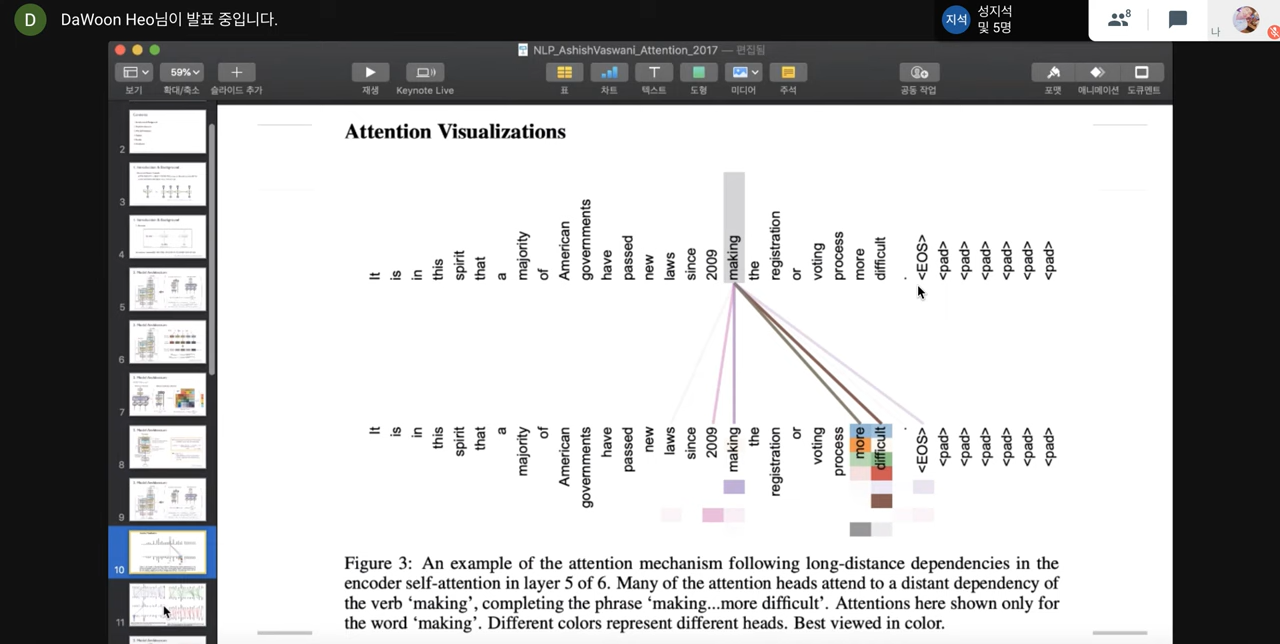 D DaWoon Heo님이 발표 중입니다.
지석 성지석
및 5명
8
나
NLP_AshishVaswani_Attention_2017 — 편집됨
59%
보기 확대/축소 슬라이드 추가 재생 Keynote Live 표 차트 텍스트 도형 미디어 주석 공동 작업 포맷 애니메이션 도큐멘트
2
3
4
5
6
7
8
9
10
11
Attention Visualizations
It is in this spirit that a majority of American governments have passed new laws since 2009 making the registration or voting process more difficult . <EOS> <pad> <pad> <pad> <pad> <pad> <pad>
It is in this spirit that a majority of American governments have passed new laws since 2009 making the registration or voting process more difficult . <EOS> <pad> <pad> <pad> <pad> <pad> <pad>
Figure 3: An example of the attention mechanism following long-distance dependencies in the
encoder self-attention in layer 5 of 6. Many of the attention heads attend to a distant dependency of
the verb ‘making’, completing the phrase ‘making...more difficult’. Attentions here shown only for
the word ‘making’. Different colors represent different heads. Best viewed in color.